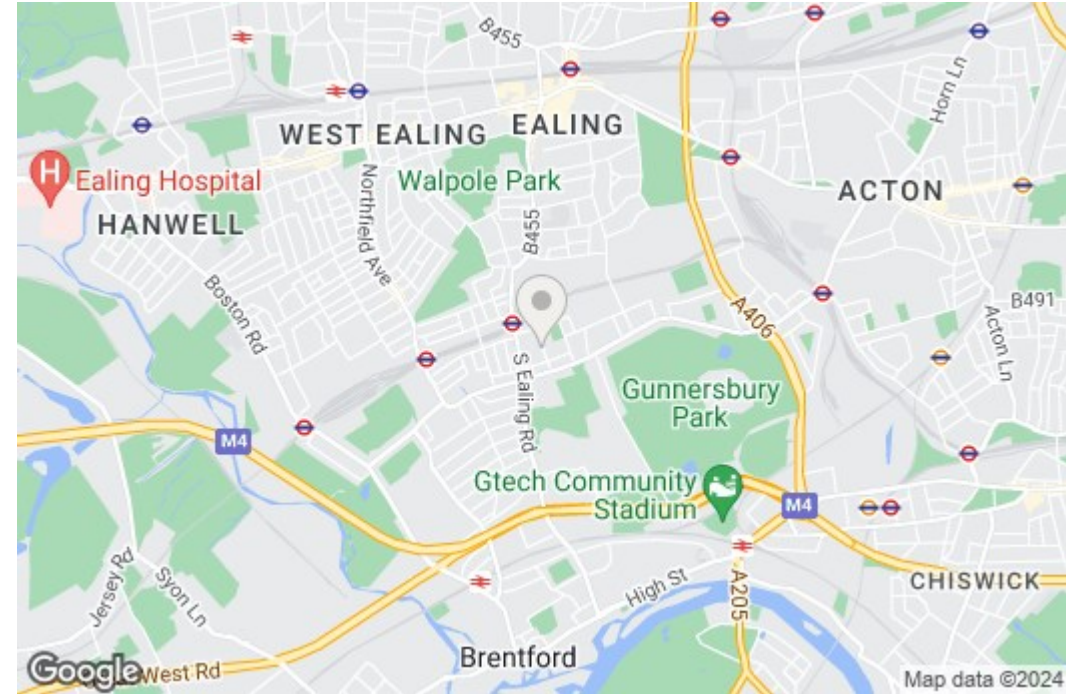 B455
Horn Ln
WEST EALING
EALING
H
Ealing Hospital
Walpole Park
ACTON
HANWELL
Northfield Ave
B455
Boston Rd
B491
A406
Acton Ln
S Ealing Rd
Gunnersbury
Park
M4
Gtech Community
Stadium
M4
Jersey Rd
Syon Ln
High St
A205
CHISWICK
Brentford
Google
West Rd
Map data ©2024